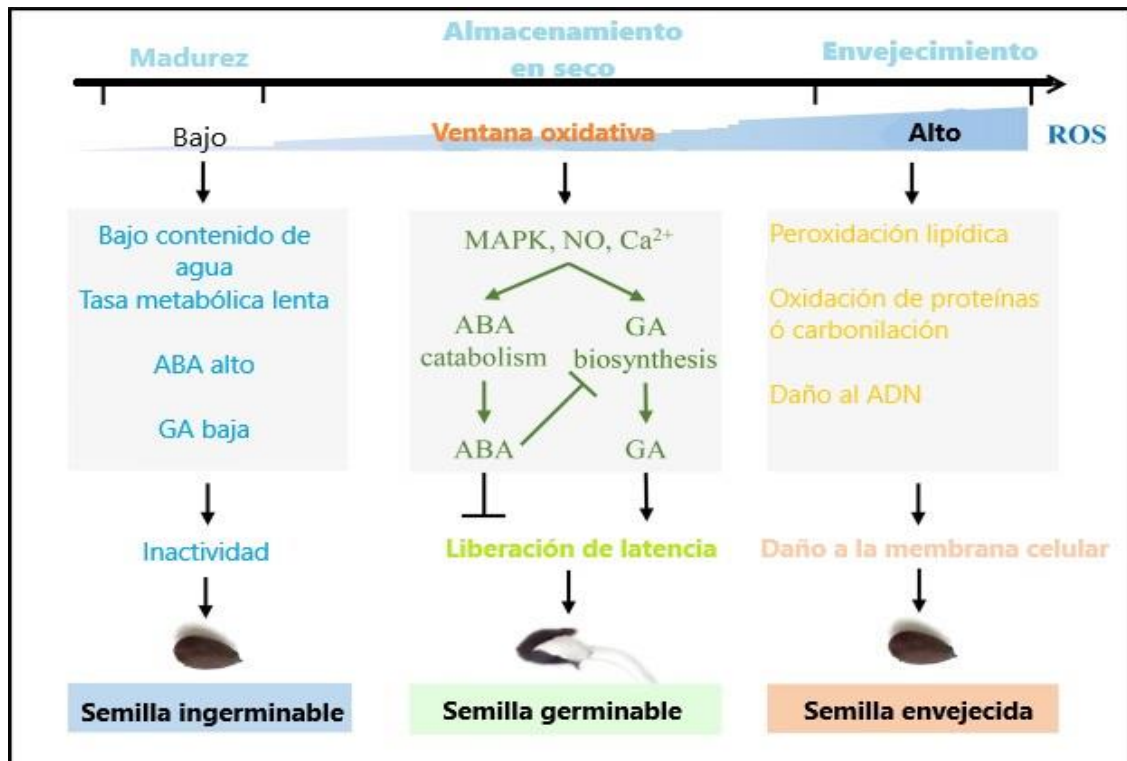 Madurez
Almacenamiento
en seco
Envejecimiento
Bajo
Ventana oxidativa
Alto
ROS
Bajo contenido de
agua
Tasa metabólica lenta
ABA alto
GA baja
Inactividad
Semilla ingerminable
MAPK, NO, Ca²⁺
ABA
catabolism
GA
biosynthesis
ABA
GA
Liberación de latencia
Semilla germinable
Peroxidación lipídica
Oxidación de proteínas
ó carbonilación
Daño al ADN
Daño a la membrana celular
Semilla envejecida